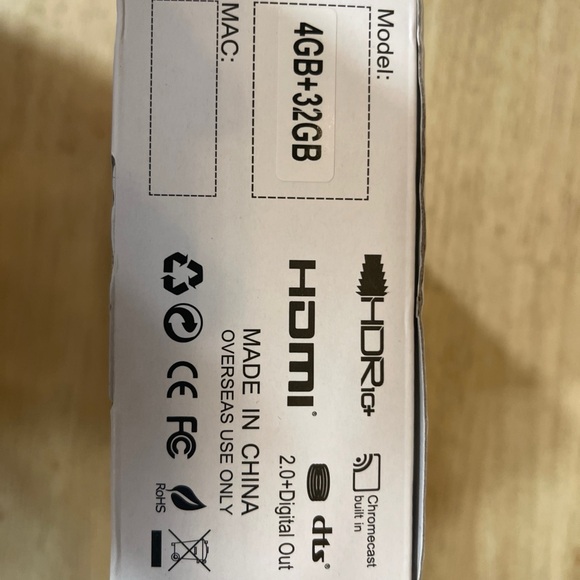 Model:
4GB+32GB
MAC:
HDR10+
Chromecast
built in
HDMI®
dts®
2.0+Digital Out
MADE IN CHINA
OVERSEAS USE ONLY
CE FC
RoHS